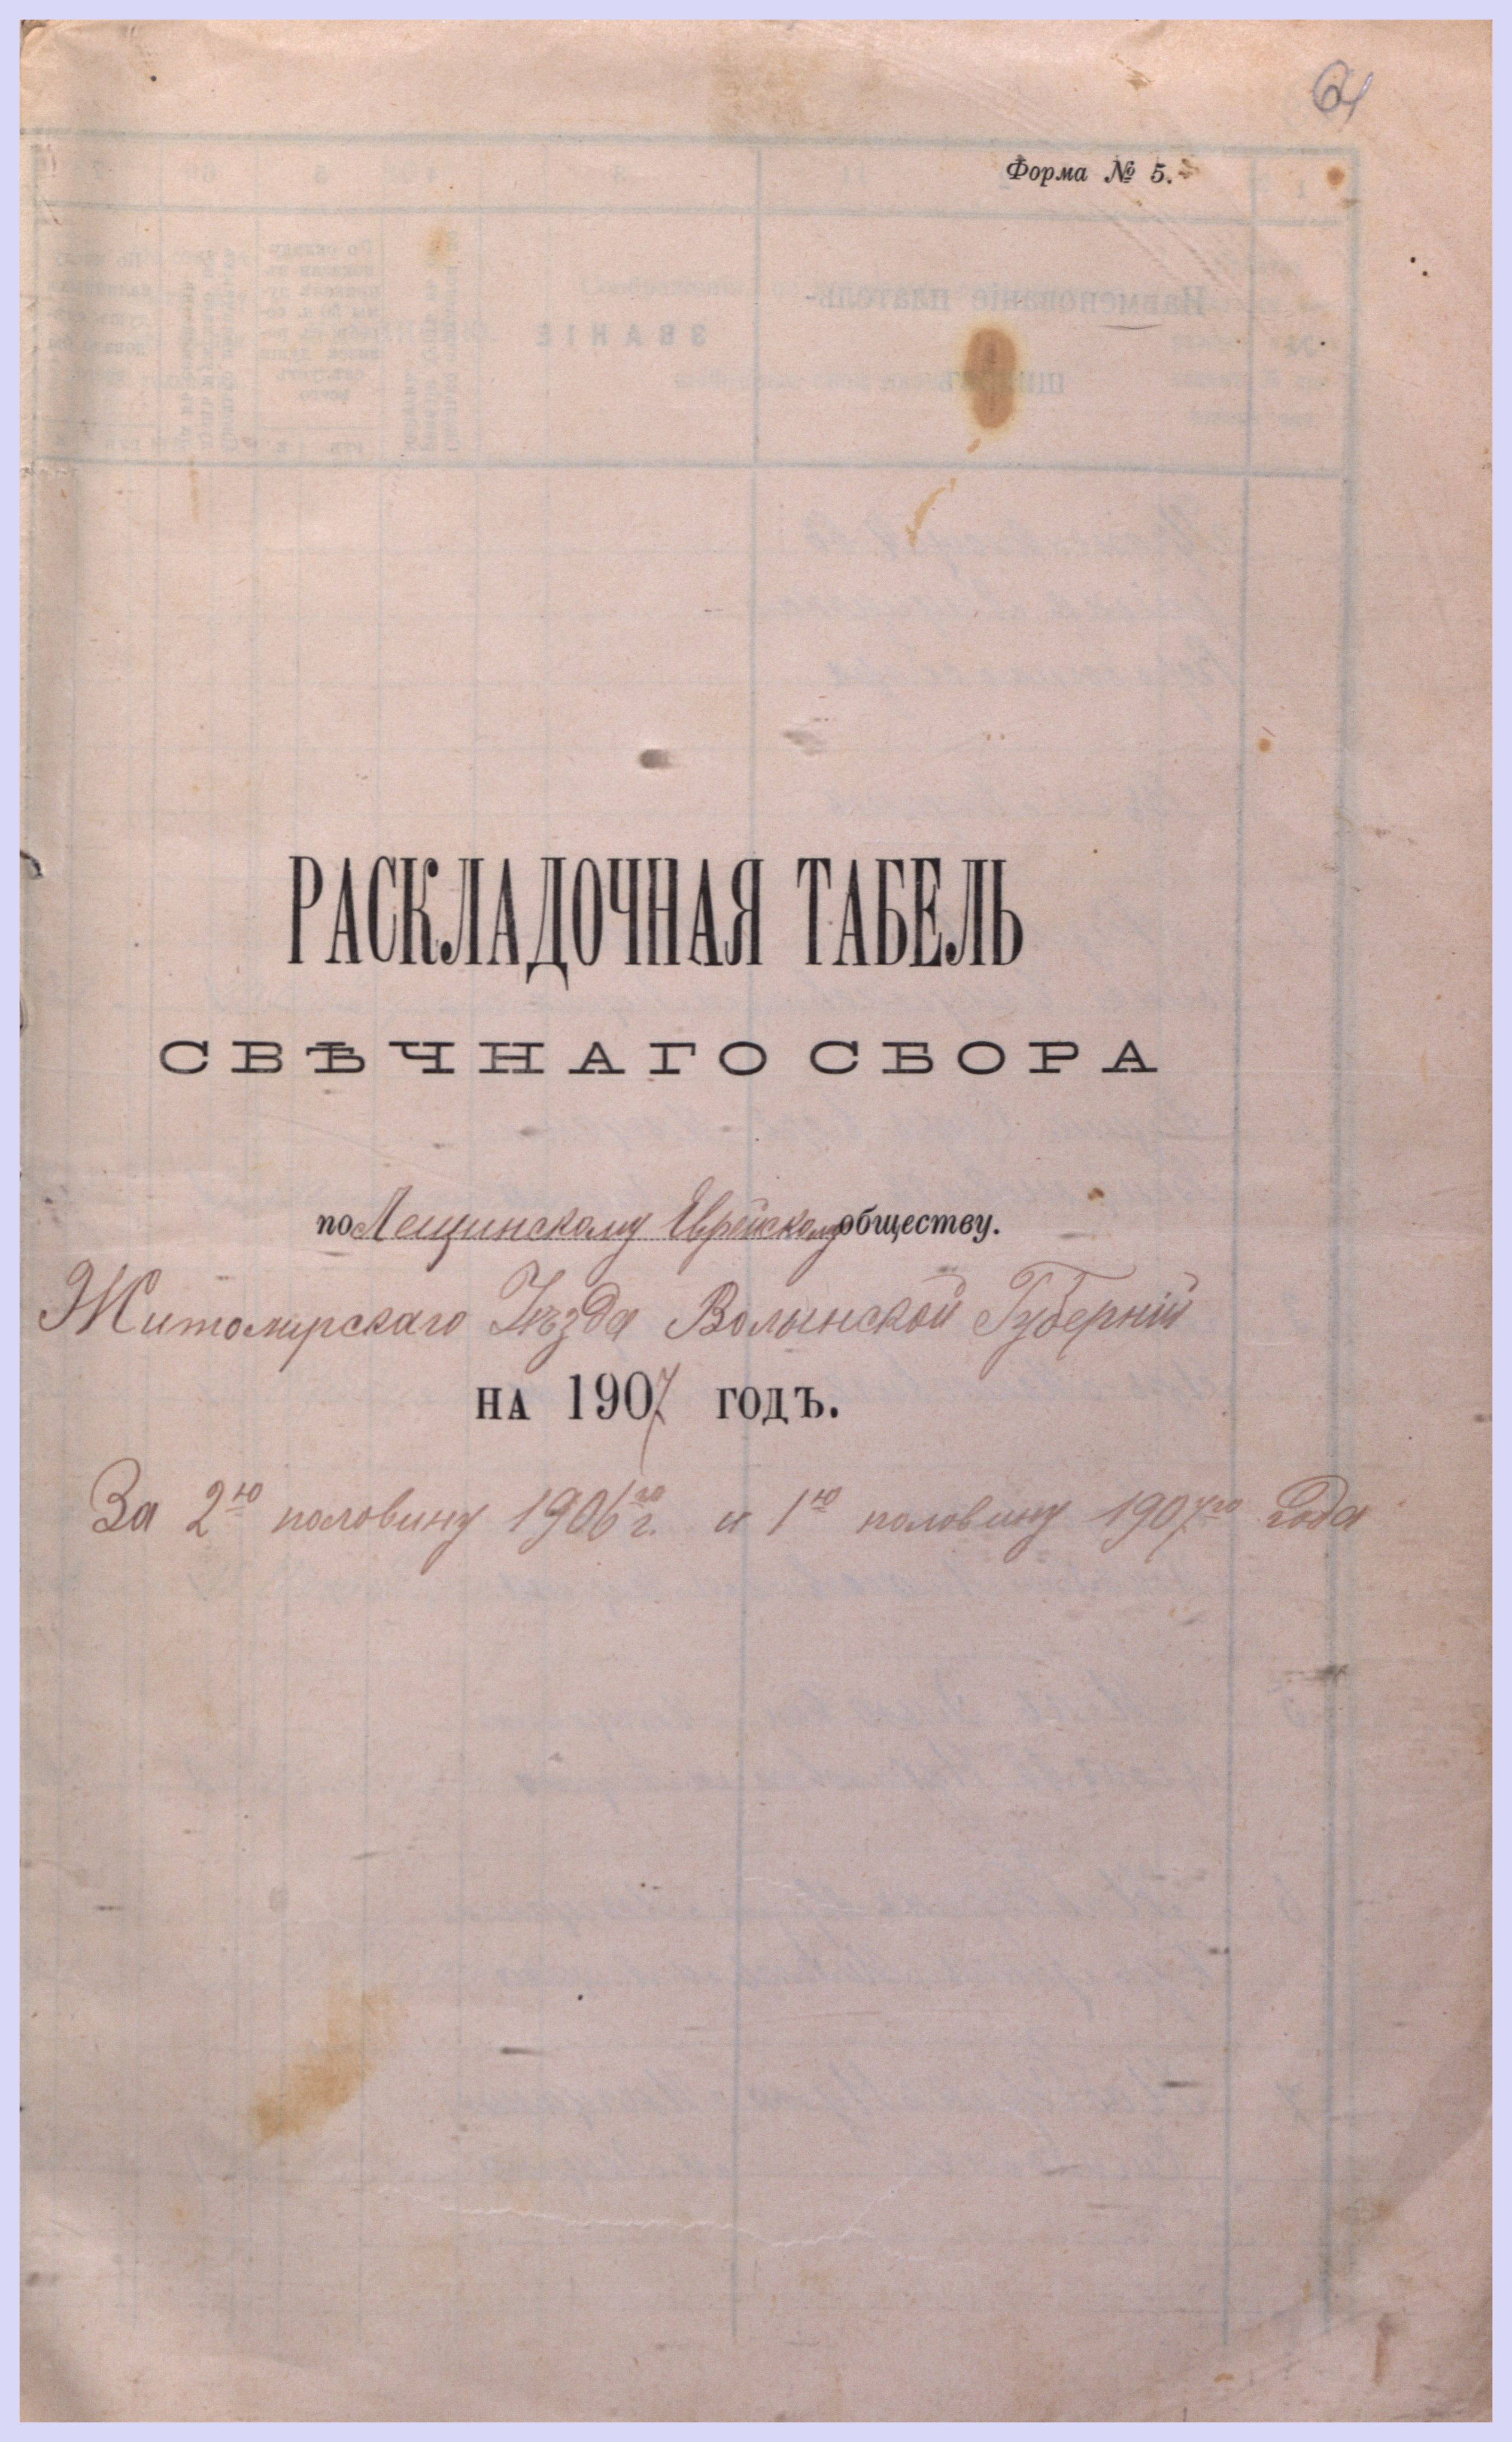 64
Форма № 5.
РАСКЛАДОЧНАЯ ТАБЕЛЬ
СВѢЧНАГО СБОРА
по Лещинскому Еврейскому обществу.
Житомирскаго Уѣзда Волынской Губерніи
НА 1907 ГОДЪ.
За 2ю половину 1906го г. и 1ю половину 1907го года